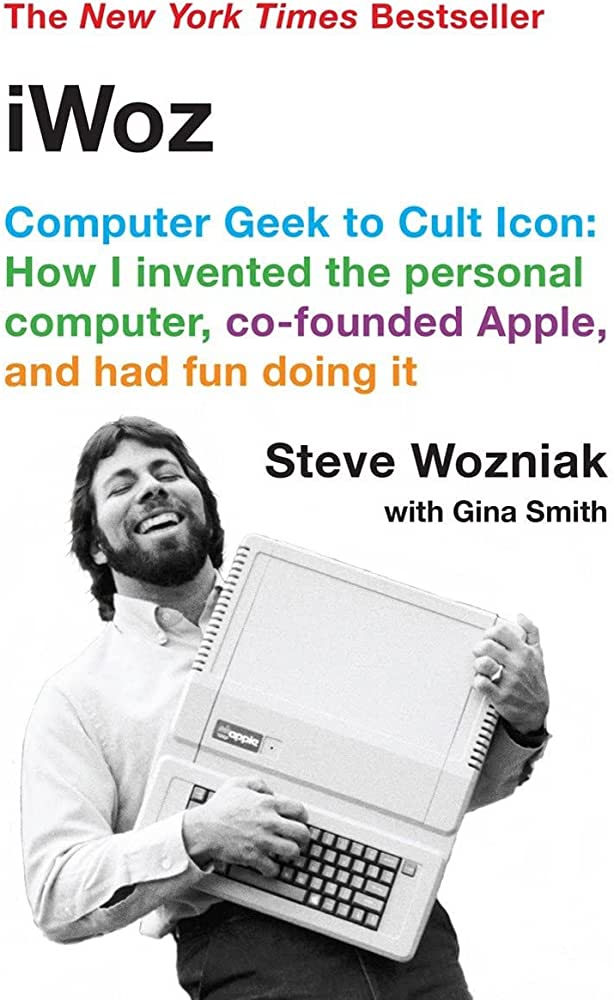 The New York Times Bestseller
iWoz
Computer Geek to Cult Icon:
How I invented the personal
computer, co-founded Apple,
and had fun doing it
Steve Wozniak
with Gina Smith
apple